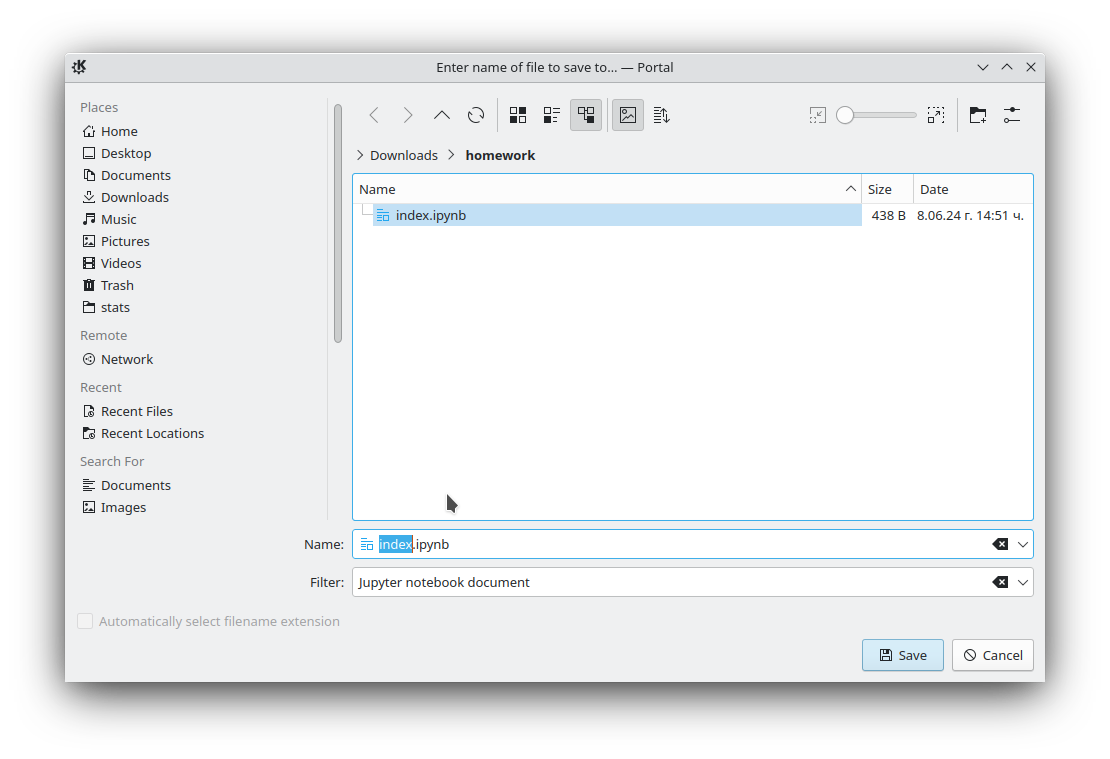 Enter name of file to save to... — Portal
Places
Home
Desktop
Documents
Downloads
Music
Pictures
Videos
Trash
stats
Remote
Network
Recent
Recent Files
Recent Locations
Search For
Documents
Images
Downloads homework
Name Size Date
index.ipynb 438 B 8.06.24 г. 14:51 ч.
Name: index.ipynb
Filter: Jupyter notebook document
Automatically select filename extension
Save Cancel